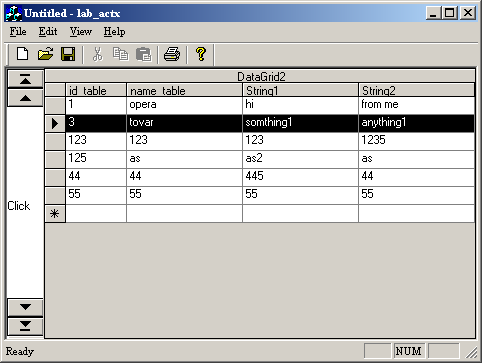 Untitled - lab_actx
File Edit View Help
DataGrid2
id_table name_table String1 String2
1 opera hi from me
3 tovar somthing1 anything1
123 123 123 1235
125 as as2 as
Click
44 44 445 44
55 55 55 55
Ready NUM